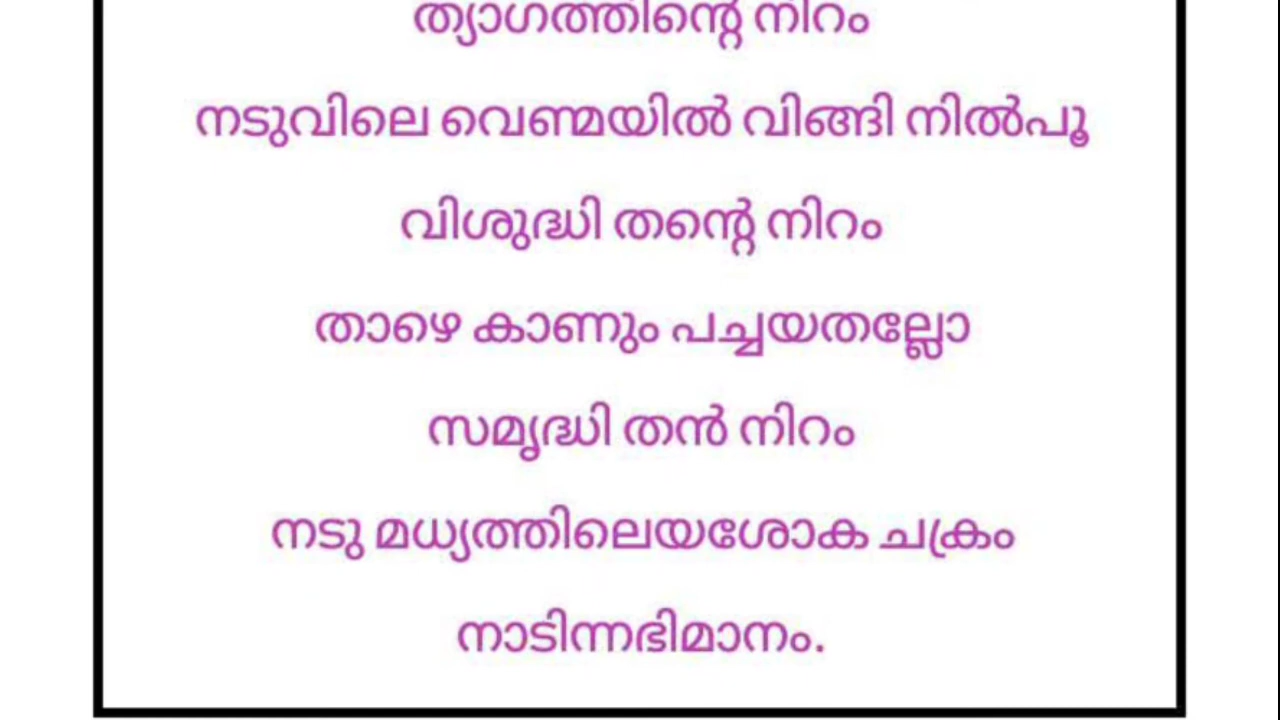 ത്യാഗത്തിന്റെ നിറം
നടുവിലെ വെണ്മയിൽ വിങ്ങി നിൽപൂ
വിശുദ്ധി തന്റെ നിറം
താഴെ കാണും പച്ചയതല്ലോ
സമൃദ്ധി തൻ നിറം
നടു മധ്യത്തിലെയശോക ചക്രം
നാടിന്നഭിമാനം.